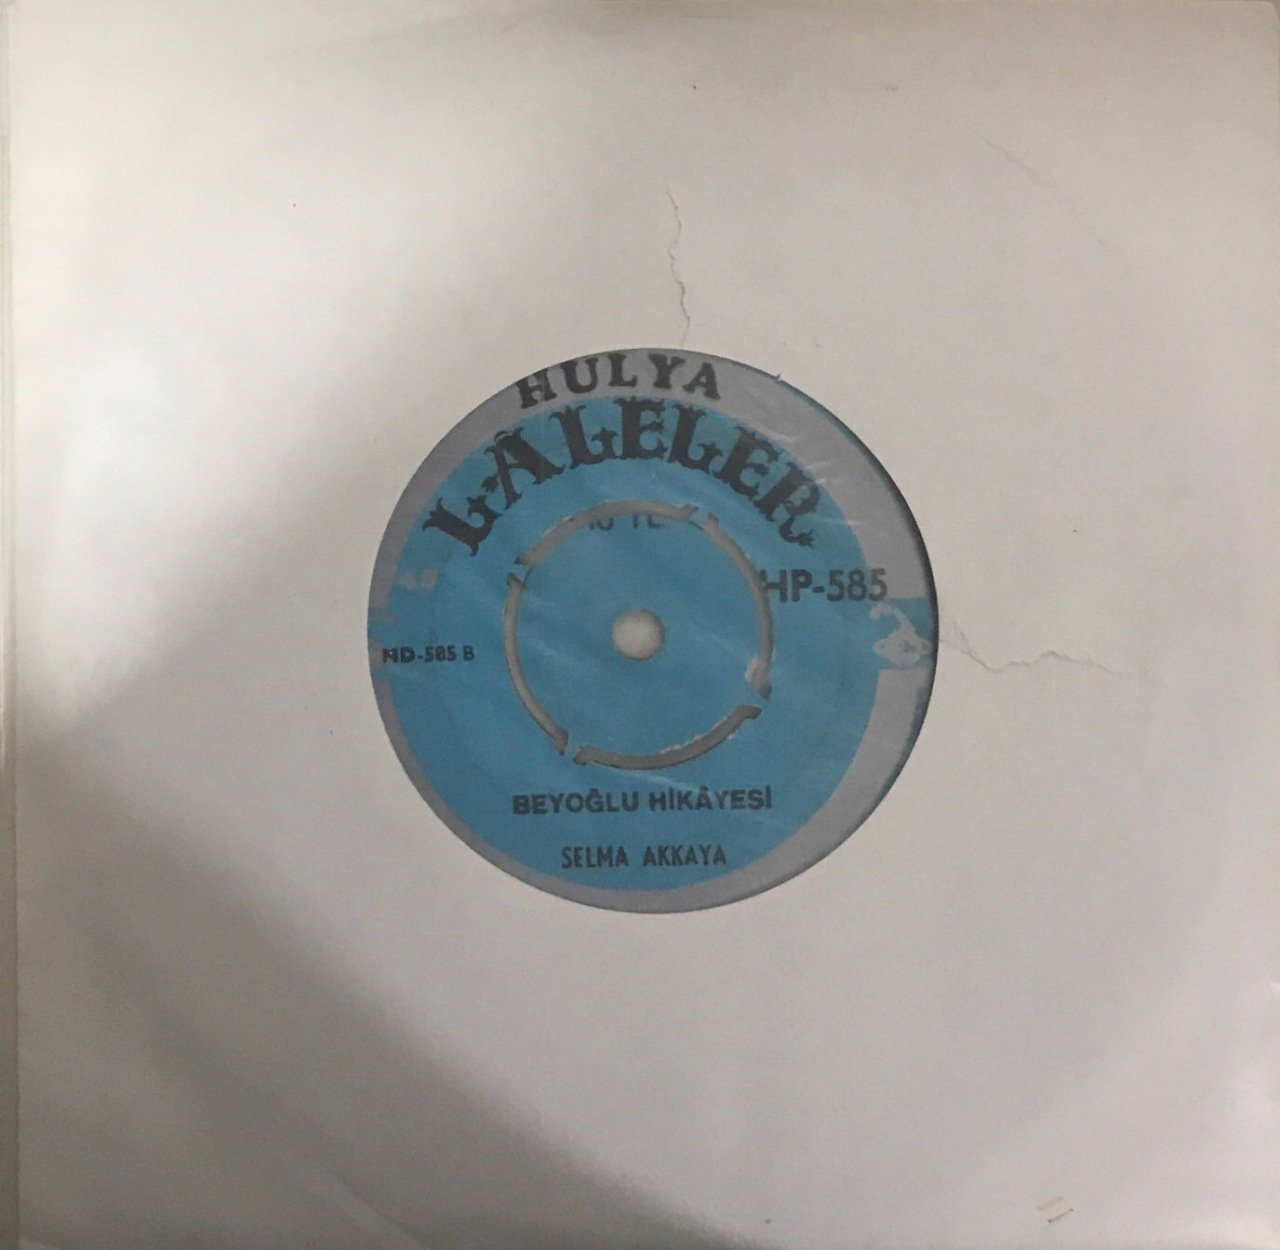 HULYA
LÂLELER
HP-585
HD-585 B
BEYOĞLU HİKÂYESİ
SELMA AKKAYA